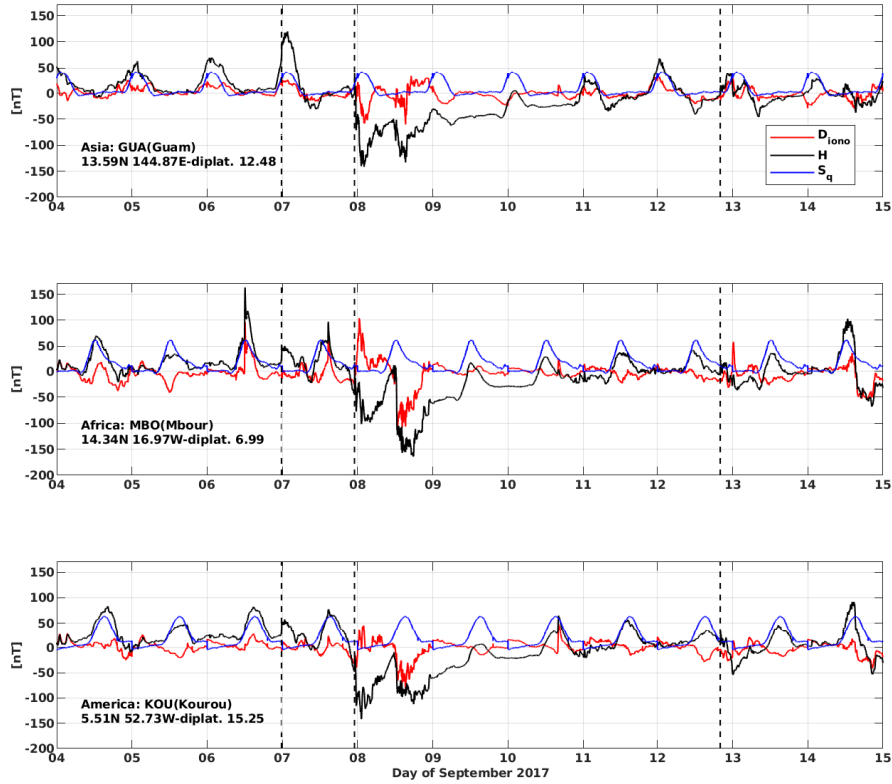 150
100
50
0
-50
-100
-150
-200
[nT]
Asia: GUA(Guam)
13.59N 144.87E-diplat. 12.48
D_iono
H
S_q
04 05 06 07 08 09 10 11 12 13 14 15
150
100
50
0
-50
-100
-150
-200
[nT]
Africa: MBO(Mbour)
14.34N 16.97W-diplat. 6.99
04 05 06 07 08 09 10 11 12 13 14 15
150
100
50
0
-50
-100
-150
-200
[nT]
America: KOU(Kourou)
5.51N 52.73W-diplat. 15.25
04 05 06 07 08 09 10 11 12 13 14 15
Day of September 2017